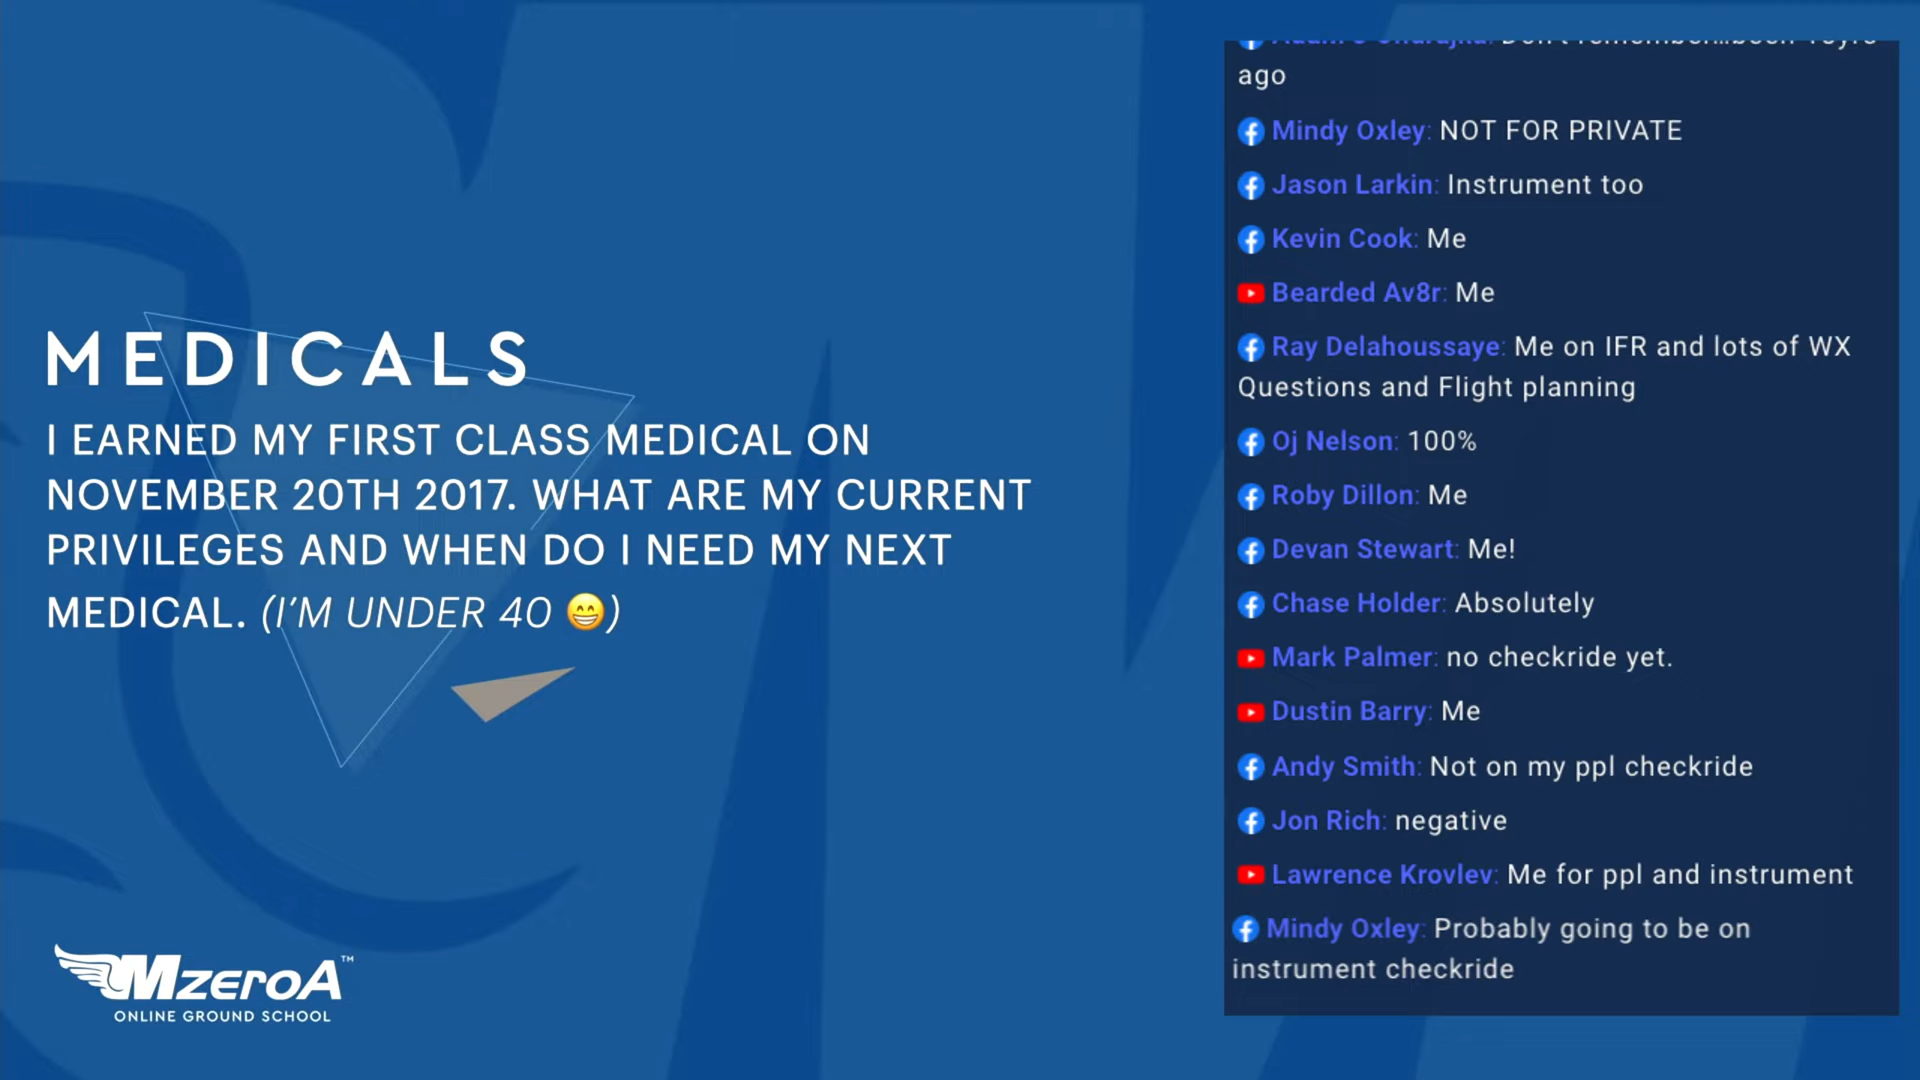 MEDICALS
I EARNED MY FIRST CLASS MEDICAL ON
NOVEMBER 20TH 2017. WHAT ARE MY CURRENT
PRIVILEGES AND WHEN DO I NEED MY NEXT
MEDICAL. (I'M UNDER 40 😁)
MzeroA™
ONLINE GROUND SCHOOL
ago
Mindy Oxley: NOT FOR PRIVATE
Jason Larkin: Instrument too
Kevin Cook: Me
Bearded Av8r: Me
Ray Delahoussaye: Me on IFR and lots of WX
Questions and Flight planning
Oj Nelson: 100%
Roby Dillon: Me
Devan Stewart: Me!
Chase Holder: Absolutely
Mark Palmer: no checkride yet.
Dustin Barry: Me
Andy Smith: Not on my ppl checkride
Jon Rich: negative
Lawrence Krovlev: Me for ppl and instrument
Mindy Oxley: Probably going to be on
instrument checkride